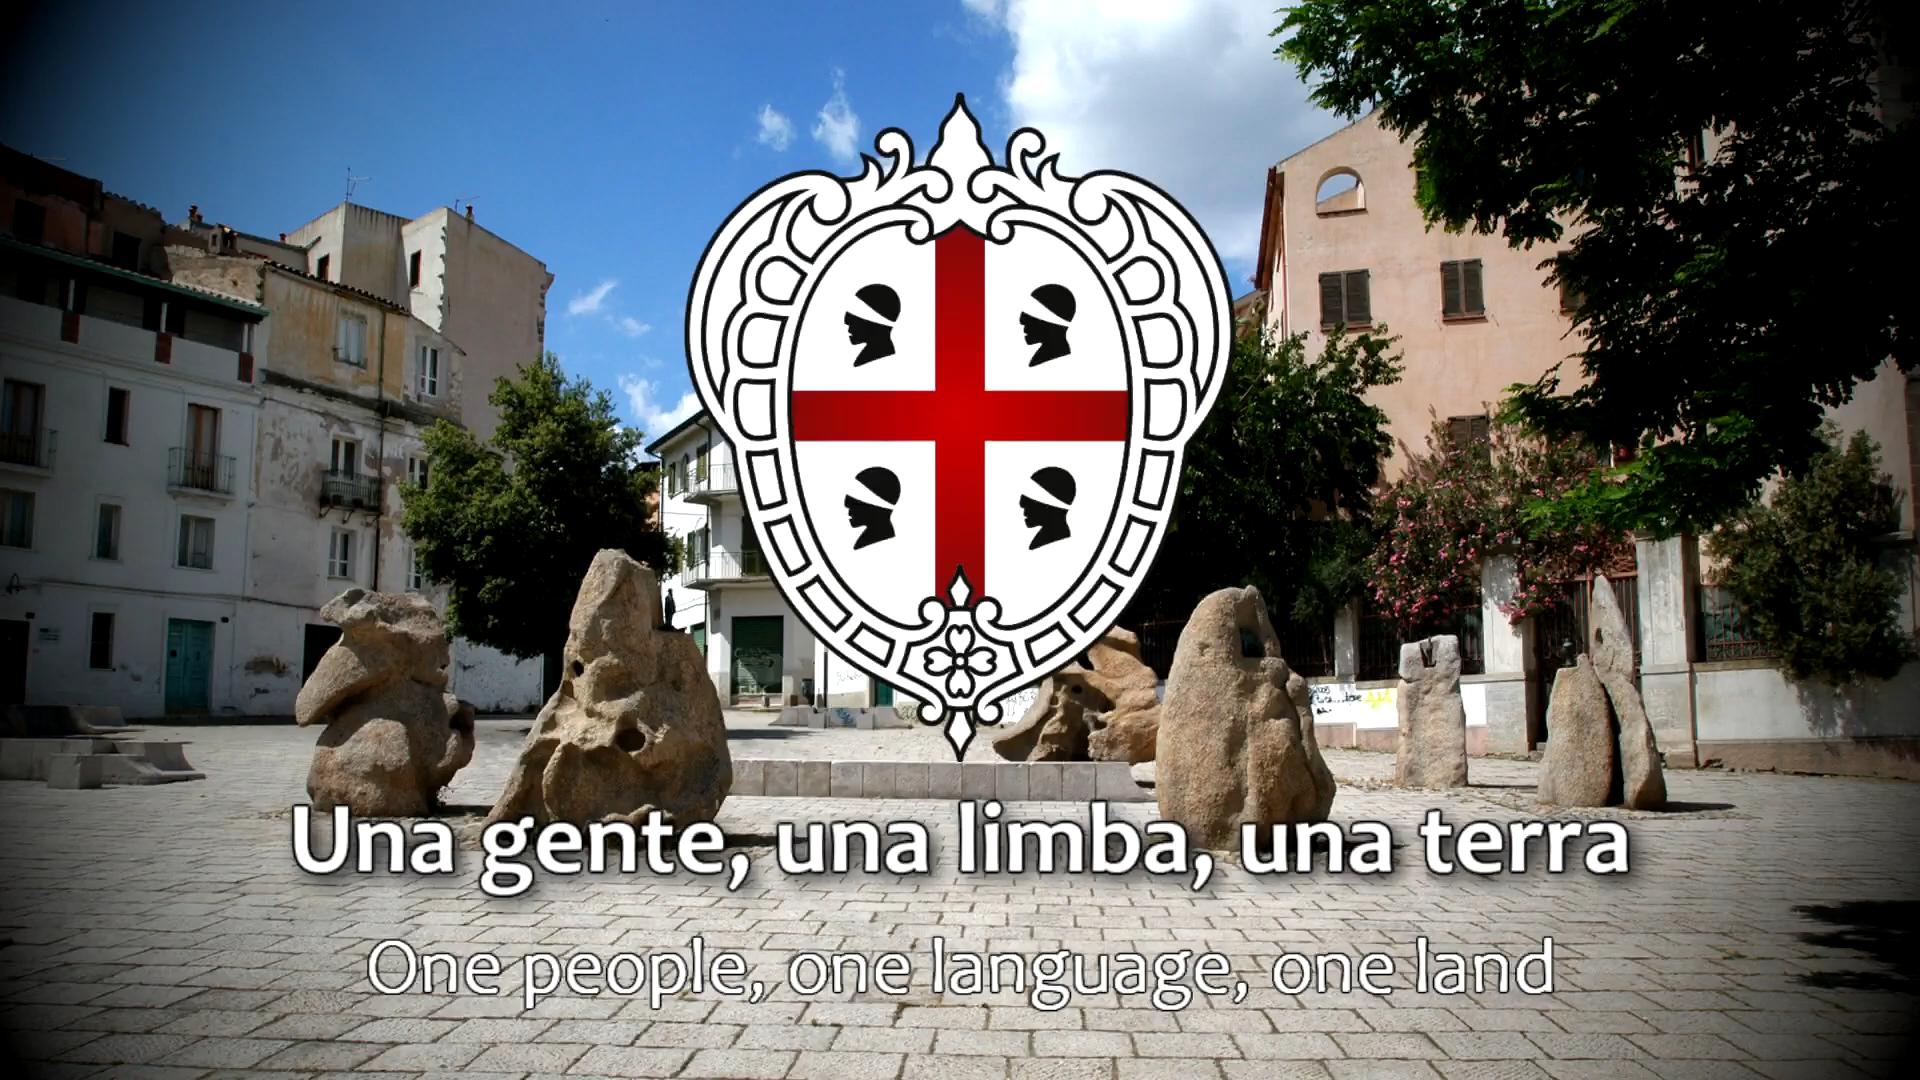 Una gente, una limba, una terra
One people, one language, one land